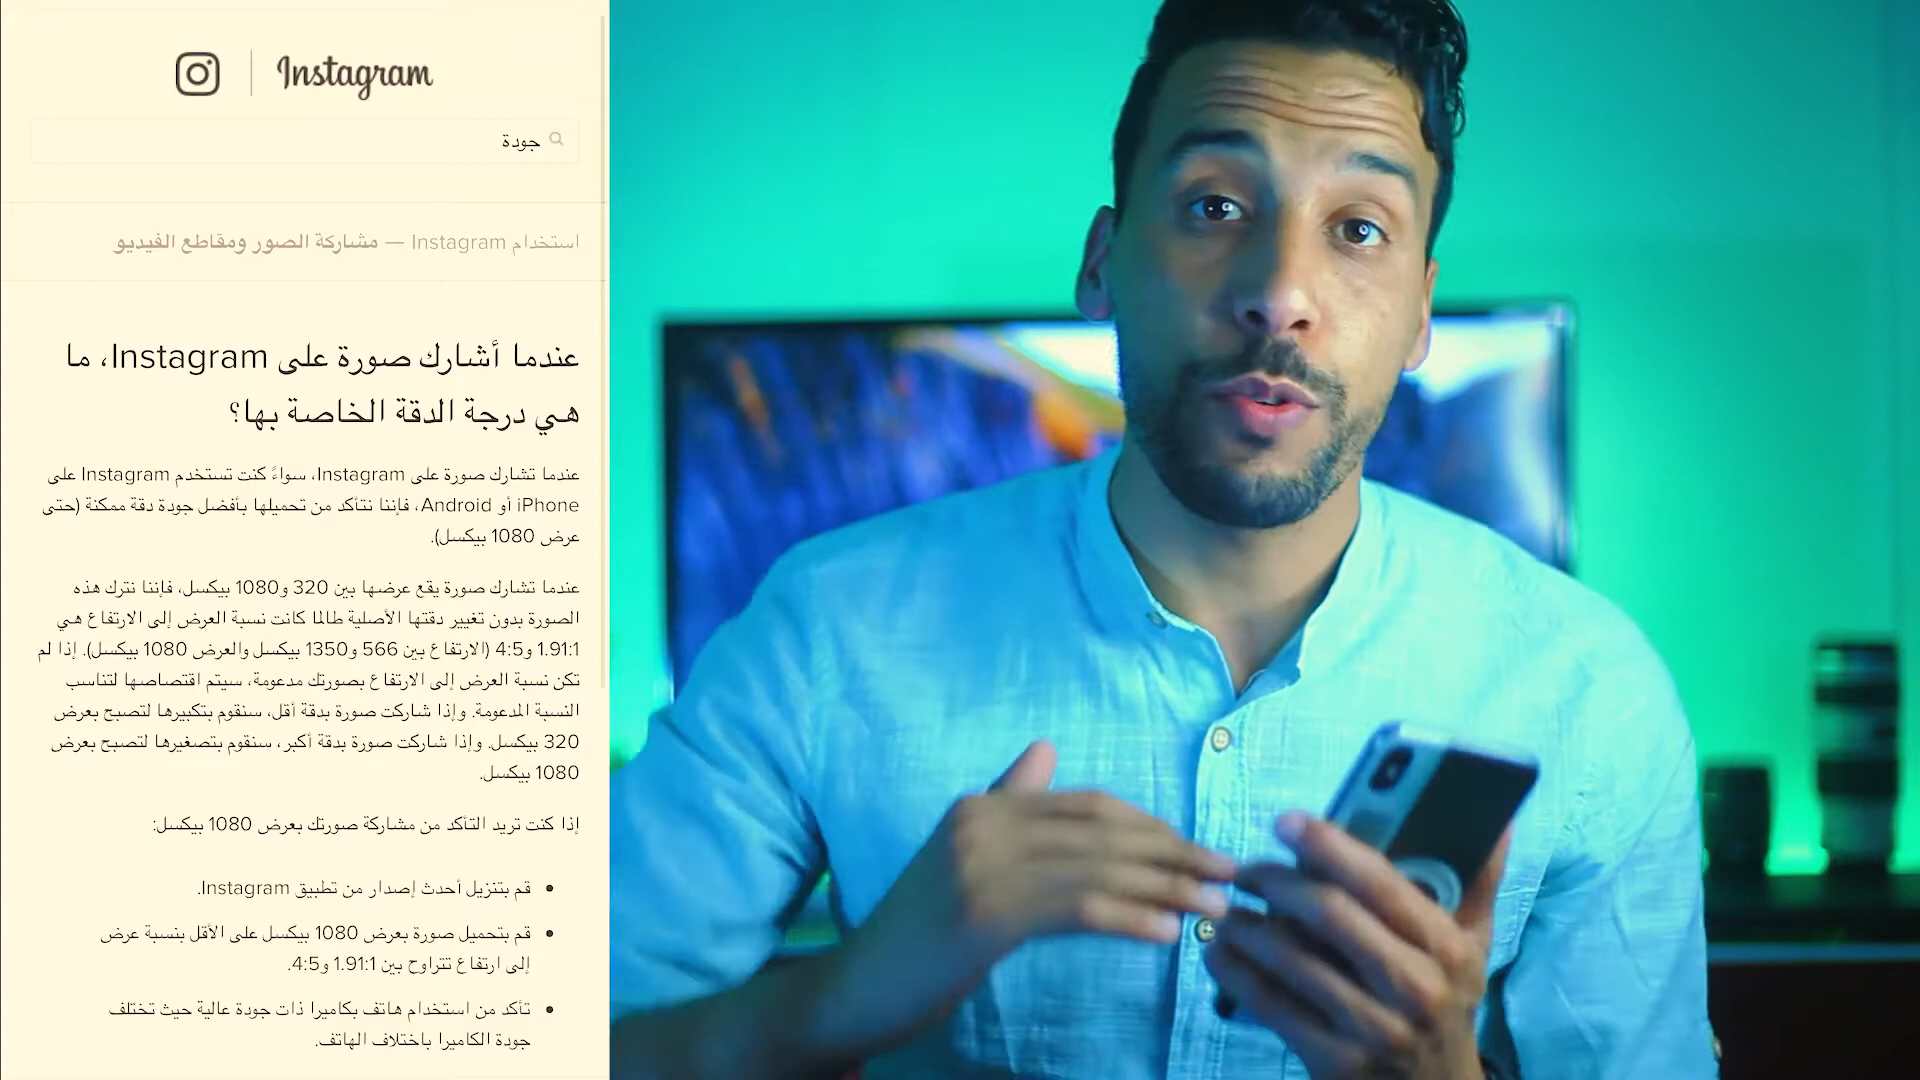 Instagram
جودة
استخدام Instagram — مشاركة الصور ومقاطع الفيديو
عندما أشارك صورة على Instagram، ما
هي درجة الدقة الخاصة بها؟
عندما تشارك صورة على Instagram، سواءً كنت تستخدم Instagram على
iPhone أو Android، فإننا نتأكد من تحميلها بأفضل جودة دقة ممكنة (حتى
عرض 1080 بيكسل).
عندما تشارك صورة يقع عرضها بين 320 و1080 بيكسل، فإننا نترك هذه
الصورة بدون تغيير دقتها الأصلية طالما كانت نسبة العرض إلى الارتفاع هي
1.91:1 و4:5 (الارتفاع بين 566 و1350 بيكسل والعرض 1080 بيكسل). إذا لم
تكن نسبة العرض إلى الارتفاع بصورتك مدعومة، سيتم اقتصاصها لتناسب
النسبة المدعومة. وإذا شاركت صورة بدقة أقل، سنقوم بتكبيرها لتصبح بعرض
320 بيكسل. وإذا شاركت صورة بدقة أكبر، سنقوم بتصغيرها لتصبح بعرض
1080 بيكسل.
إذا كنت تريد التأكد من مشاركة صورتك بعرض 1080 بيكسل:
• قم بتنزيل أحدث إصدار من تطبيق Instagram.
• قم بتحميل صورة بعرض 1080 بيكسل على الأقل بنسبة عرض
إلى ارتفاع تتراوح بين 1.91:1 و4:5.
• تأكد من استخدام هاتف بكاميرا ذات جودة عالية حيث تختلف
جودة الكاميرا باختلاف الهاتف.